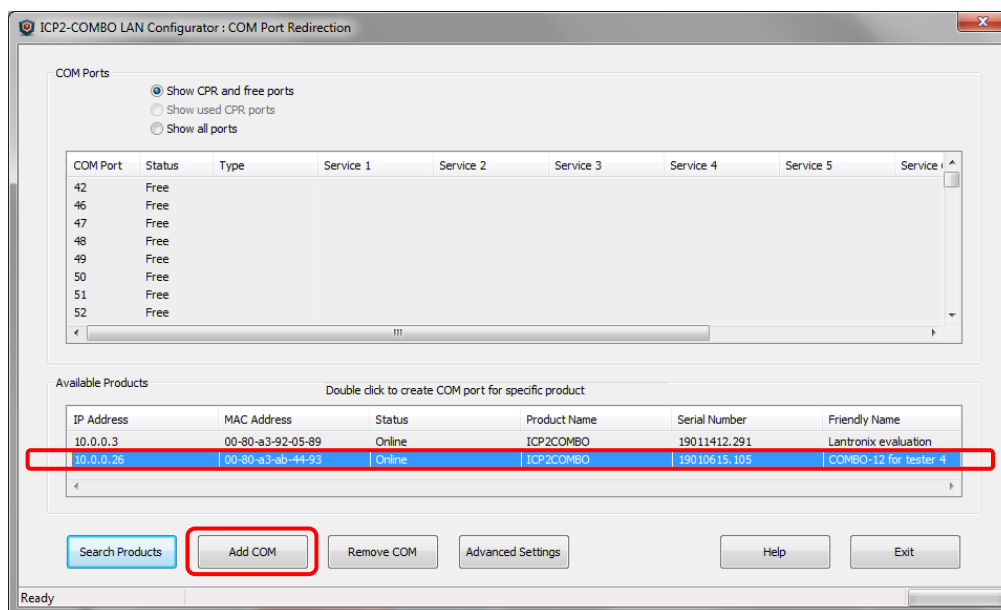 ICP2-COMBO LAN Configurator : COM Port Redirection
COM Ports
Show CPR and free ports
Show used CPR ports
Show all ports
COM Port Status Type Service 1 Service 2 Service 3 Service 4 Service 5 Service
42 Free
46 Free
47 Free
48 Free
49 Free
50 Free
51 Free
52 Free
Available Products
Double click to create COM port for specific product
IP Address MAC Address Status Product Name Serial Number Friendly Name
10.0.0.3 00-80-a3-92-05-89 Online ICP2COMBO 19011412.291 Lantronix evaluation
10.0.0.26 00-80-a3-ab-44-93 Online ICP2COMBO 19010615.105 COMBO-12 for tester 4
Search Products Add COM Remove COM Advanced Settings Help Exit
Ready